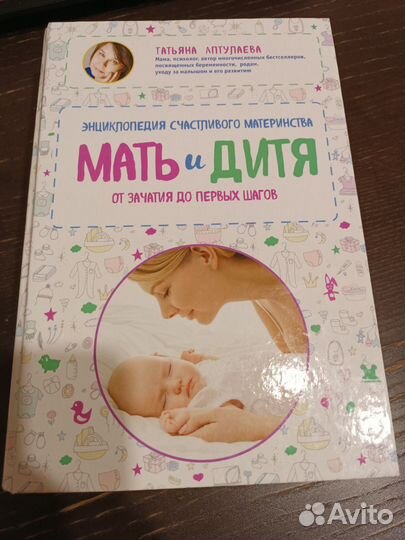 ТАТЬЯНА АПТУЛАЕВА
Мама, психолог, автор многочисленных бестселлеров,
посвященных беременности, родам,
уходу за малышом и его развитию
ЭНЦИКЛОПЕДИЯ СЧАСТЛИВОГО МАТЕРИНСТВА
МАТЬ и ДИТЯ
ОТ ЗАЧАТИЯ ДО ПЕРВЫХ ШАГОВ
Avito